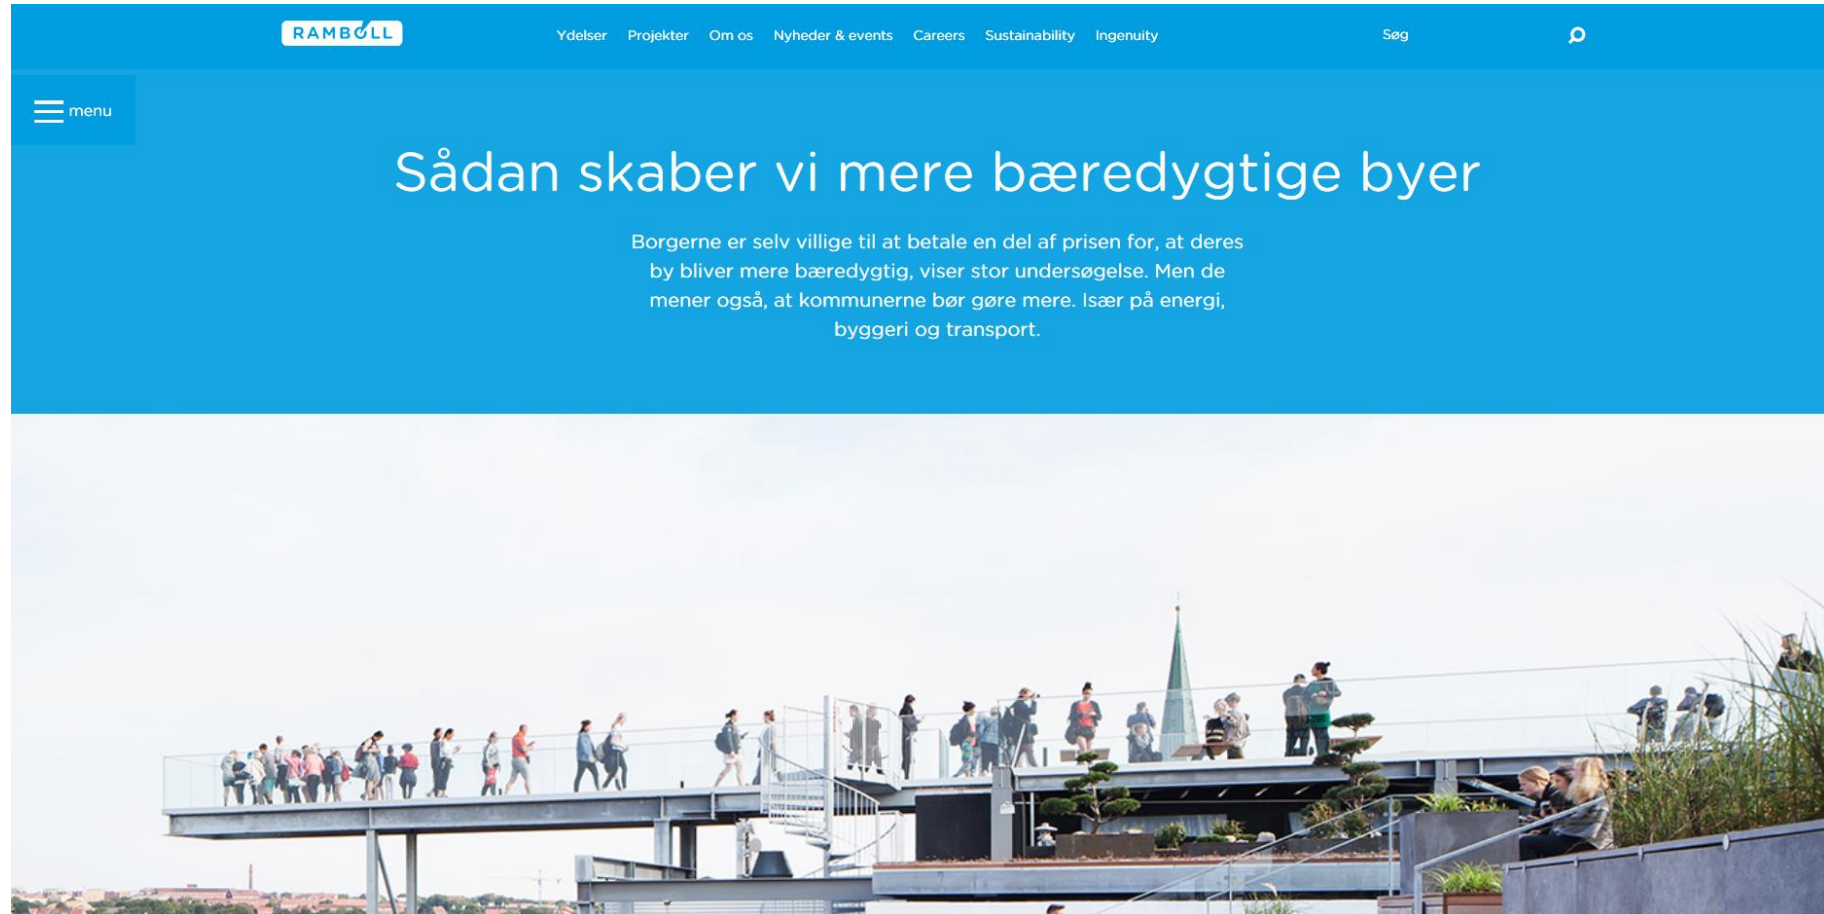 RAMBOLL
Ydelser Projekter Om os Nyheder & events Careers Sustainability Ingenuity Søg
menu
Sådan skaber vi mere bæredygtige byer
Borgerne er selv villige til at betale en del af prisen for, at deres
by bliver mere bæredygtig, viser stor undersøgelse. Men de
mener også, at kommunerne bør gøre mere. Især på energi,
byggeri og transport.